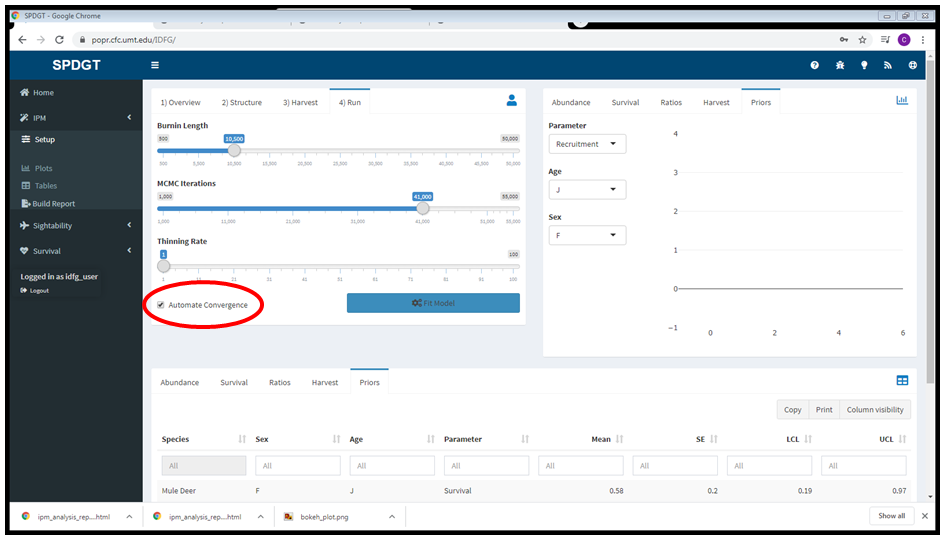 SPDGT - Google Chrome
popr.cfc.umt.edu/IDFG/
C
SPDGT
Home
IPM
Setup
Plots
Tables
Build Report
Sightability
Survival
Logged in as idfg_user
Logout
1) Overview 2) Structure 3) Harvest 4) Run
Burnin Length
500 10,500 50,000
500 5,500 10,000 15,500 20,500 25,500 30,500 35,500 40,500 45,500 50,000
MCMC Iterations
1,000 41,000 55,000
1,000 11,000 21,000 31,000 41,000 51,000 55,000
Thinning Rate
1 100
1 11 21 31 41 51 61 71 81 91 100
Automate Convergence
Fit Model
Abundance Survival Ratios Harvest Priors
Parameter
Recruitment
Age
J
Sex
F
4
3
2
1
0
−1
0 2 4 6
Abundance Survival Ratios Harvest Priors
Copy Print Column visibility
Species Sex Age Parameter Mean SE LCL UCL
All All All All All All All All
Mule Deer F J Survival 0.58 0.2 0.19 0.97
ipm_analysis_rep....html ipm_analysis_rep....html bokeh_plot.png Show all